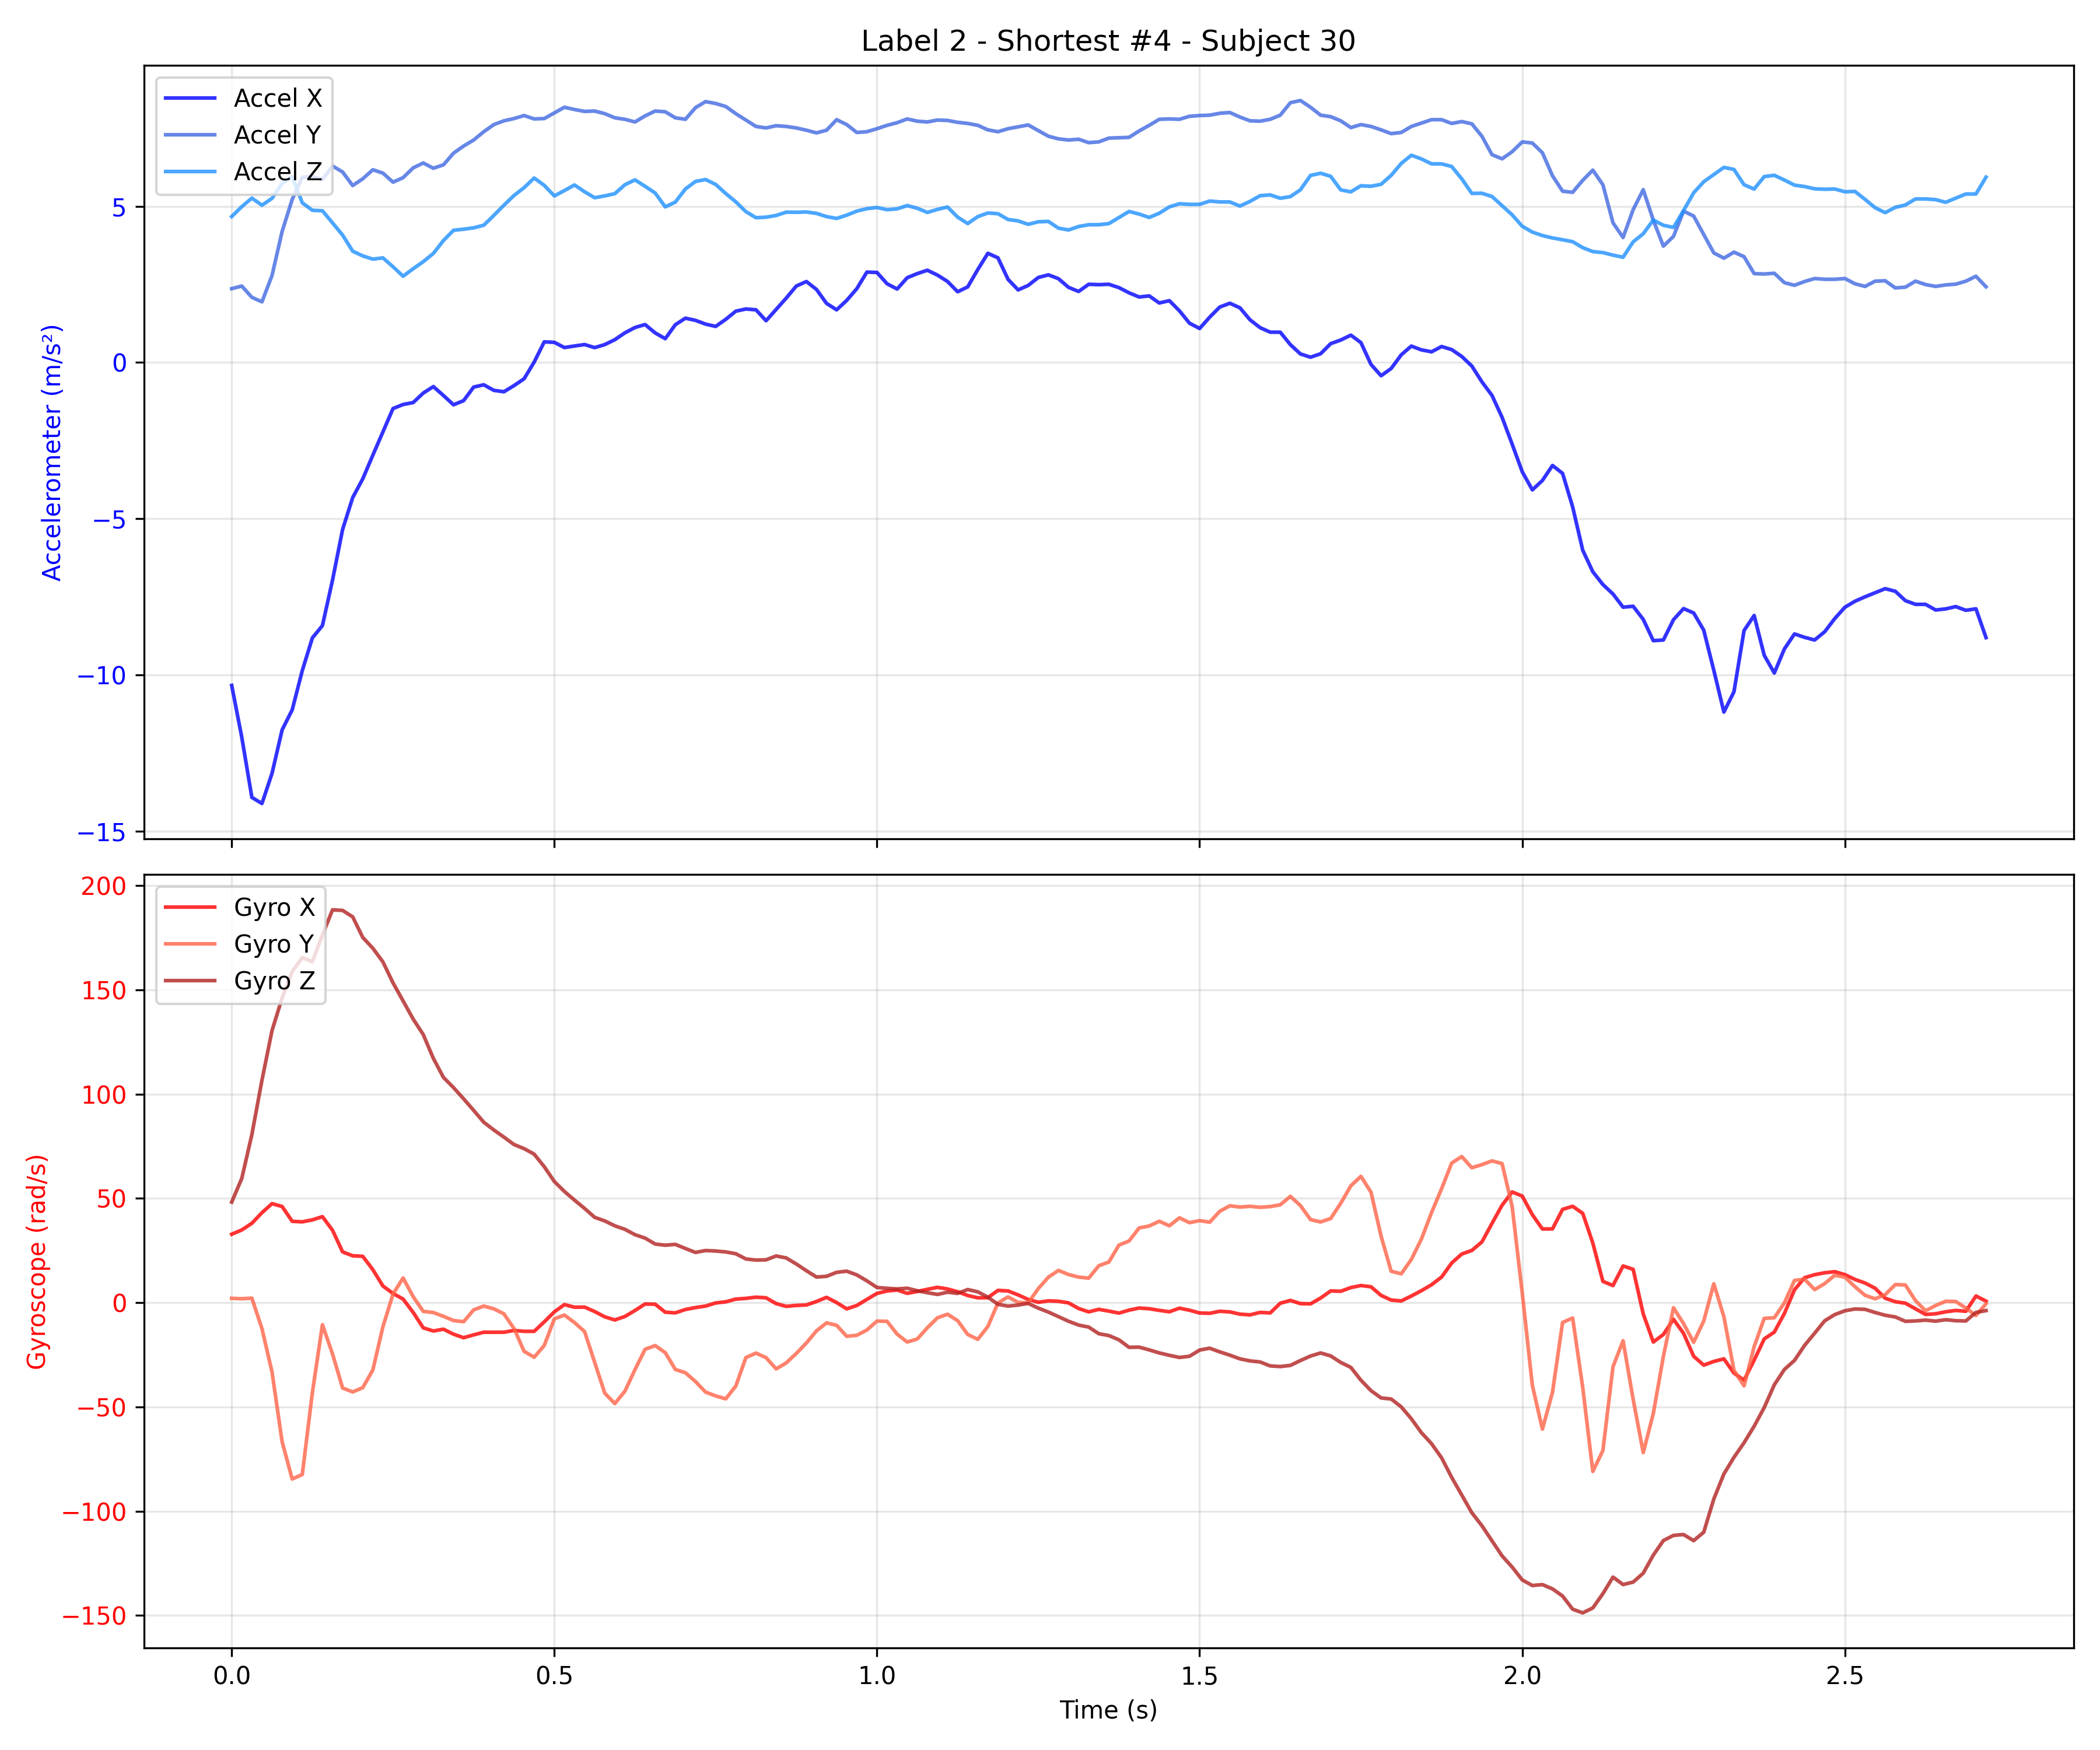 Label 2 - Shortest #4 - Subject 30
Accel X
Accel Y
Accel Z
5
0
−5
−10
−15
Accelerometer (m/s²)
Gyro X
Gyro Y
Gyro Z
200
150
100
50
0
−50
−100
−150
Gyroscope (rad/s)
0.0 0.5 1.0 1.5 2.0 2.5
Time (s)